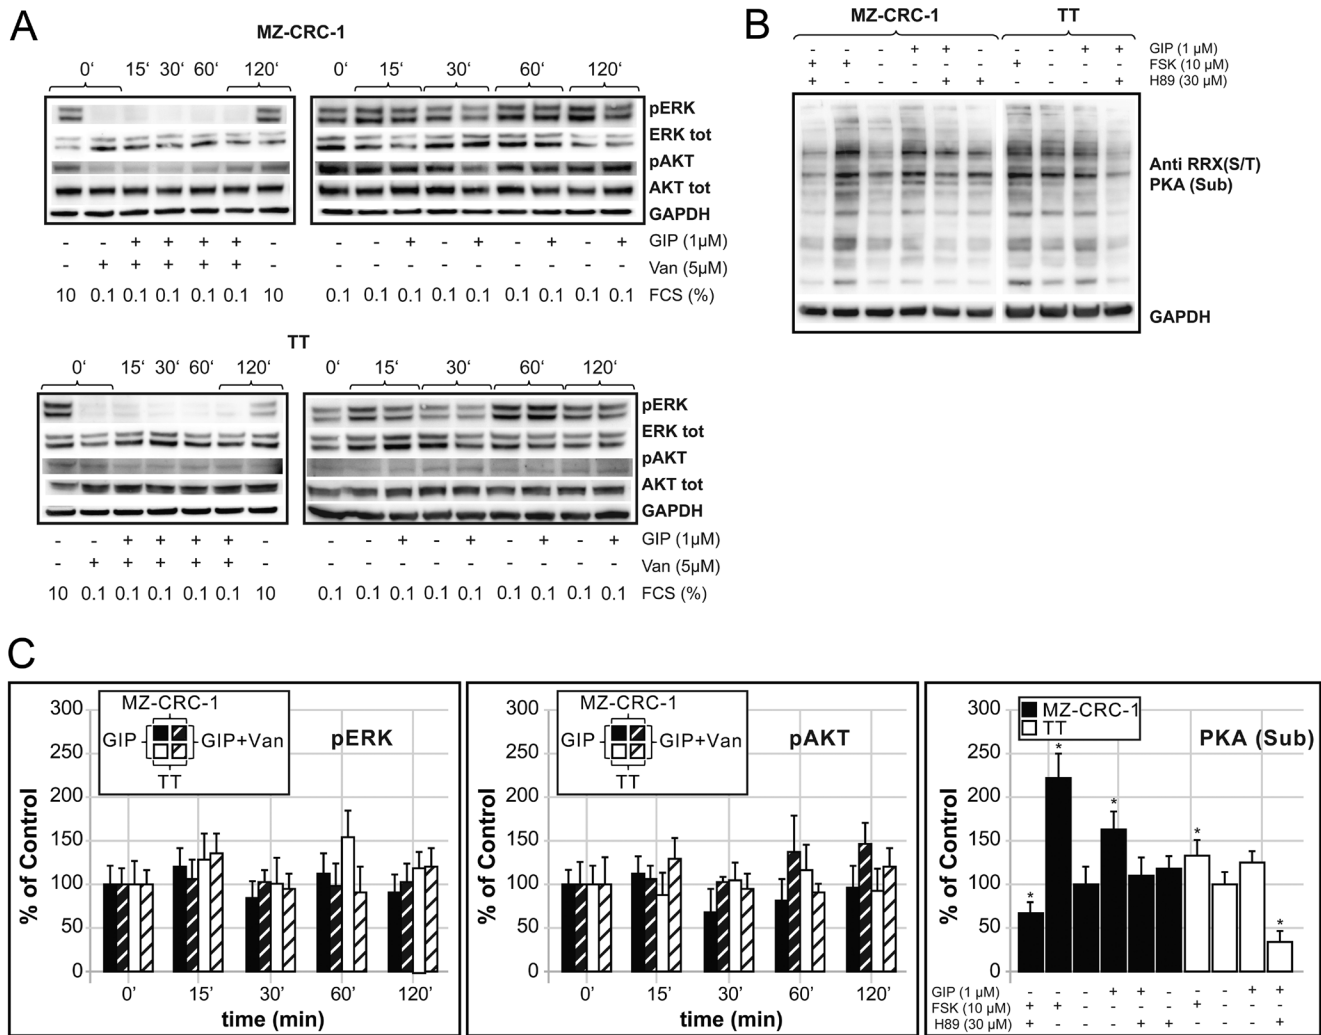 A
MZ-CRC-1
0‘ 15‘ 30‘ 60‘ 120‘ 0‘ 15‘ 30‘ 60‘ 120‘
pERK
ERK tot
pAKT
AKT tot
GAPDH
- - + + + + - - - + - + - + - + GIP (1µM)
- + + + + + - - - - - - - - - - Van (5µM)
10 0.1 0.1 0.1 0.1 0.1 10 0.1 0.1 0.1 0.1 0.1 0.1 0.1 0.1 0.1 FCS (%)
TT
0‘ 15‘ 30‘ 60‘ 120‘ 0‘ 15‘ 30‘ 60‘ 120‘
pERK
ERK tot
pAKT
AKT tot
GAPDH
- - + + + + - - - + - + - + - + GIP (1µM)
- + + + + + - - - - - - - - - - Van (5µM)
10 0.1 0.1 0.1 0.1 0.1 10 0.1 0.1 0.1 0.1 0.1 0.1 0.1 0.1 0.1 FCS (%)
B
MZ-CRC-1 TT
- - - + + - - - + + GIP (1 µM)
+ + - - - - + - - - FSK (10 µM)
+ - - - + + - - - + H89 (30 µM)
Anti RRX(S/T)
PKA (Sub)
GAPDH
C
% of Control
300
250
200
150
100
50
0
MZ-CRC-1
GIP GIP+Van
TT
pERK
0' 15' 30' 60' 120'
time (min)
% of Control
300
250
200
150
100
50
0
MZ-CRC-1
GIP GIP+Van
TT
pAKT
0' 15' 30' 60' 120'
time (min)
% of Control
300
250
200
150
100
50
0
MZ-CRC-1
TT
PKA (Sub)
* * * * *
GIP (1 µM) - - - + + - - - + +
FSK (10 µM) + + - - - - + - - -
H89 (30 µM) + - - - + + - - - +